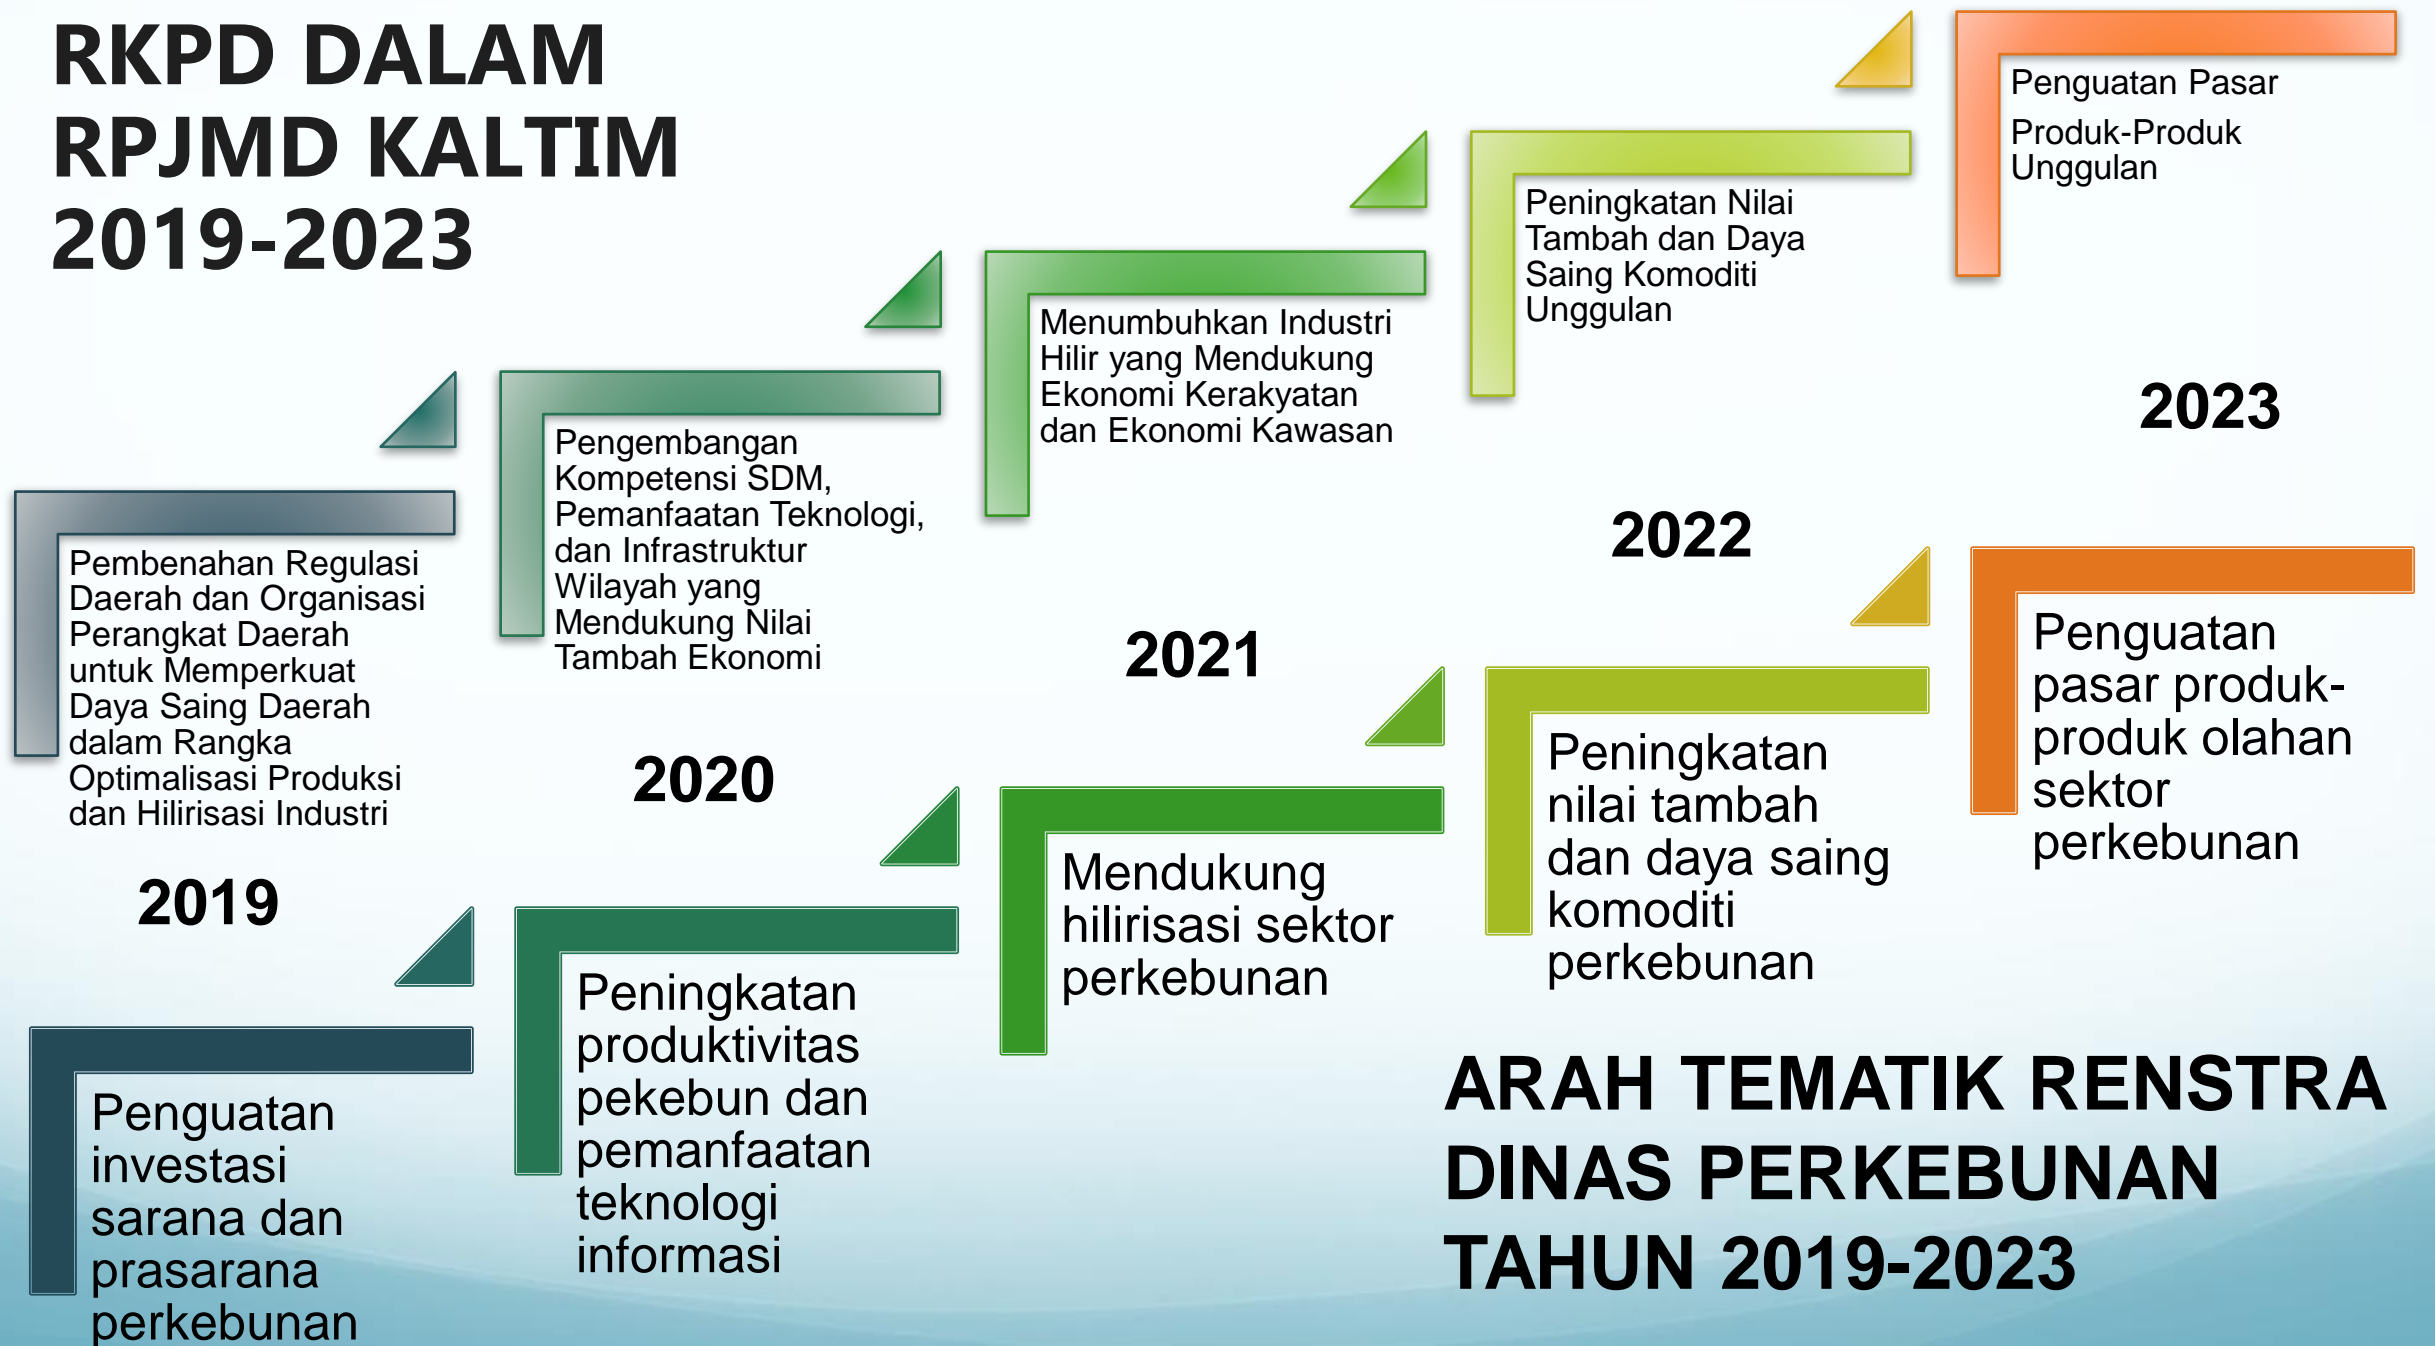 RKPD DALAM
RPJMD KALTIM
2019-2023
Pembenahan Regulasi
Daerah dan Organisasi
Perangkat Daerah
untuk Memperkuat
Daya Saing Daerah
dalam Rangka
Optimalisasi Produksi
dan Hilirisasi Industri
Pengembangan
Kompetensi SDM,
Pemanfaatan Teknologi,
dan Infrastruktur
Wilayah yang
Mendukung Nilai
Tambah Ekonomi
Menumbuhkan Industri
Hilir yang Mendukung
Ekonomi Kerakyatan
dan Ekonomi Kawasan
Peningkatan Nilai
Tambah dan Daya
Saing Komoditi
Unggulan
Penguatan Pasar
Produk-Produk
Unggulan
2019
2020
2021
2022
2023
Penguatan
investasi
sarana dan
prasarana
perkebunan
Peningkatan
produktivitas
pekebun dan
pemanfaatan
teknologi
informasi
Mendukung
hilirisasi sektor
perkebunan
Peningkatan
nilai tambah
dan daya saing
komoditi
perkebunan
Penguatan
pasar produk-
produk olahan
sektor
perkebunan
ARAH TEMATIK RENSTRA
DINAS PERKEBUNAN
TAHUN 2019-2023